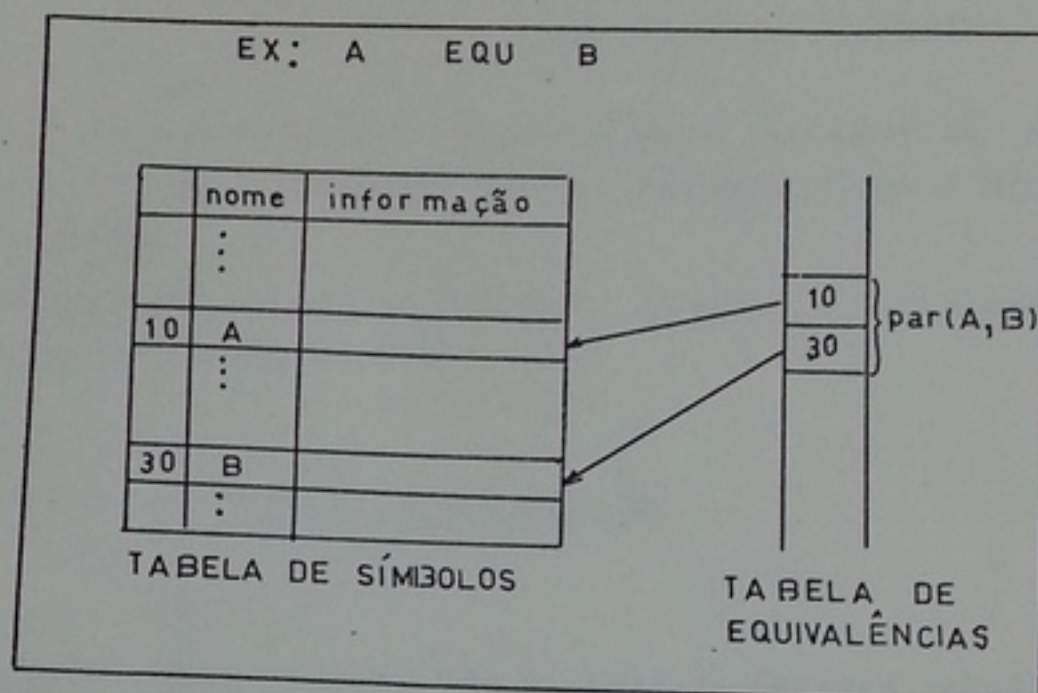 EX: A EQU B
nome informação
⋮
10 A
⋮
30 B
⋮
TABELA DE SÍMBOLOS
10
30
par(A,B)
TABELA DE
EQUIVALÊNCIAS